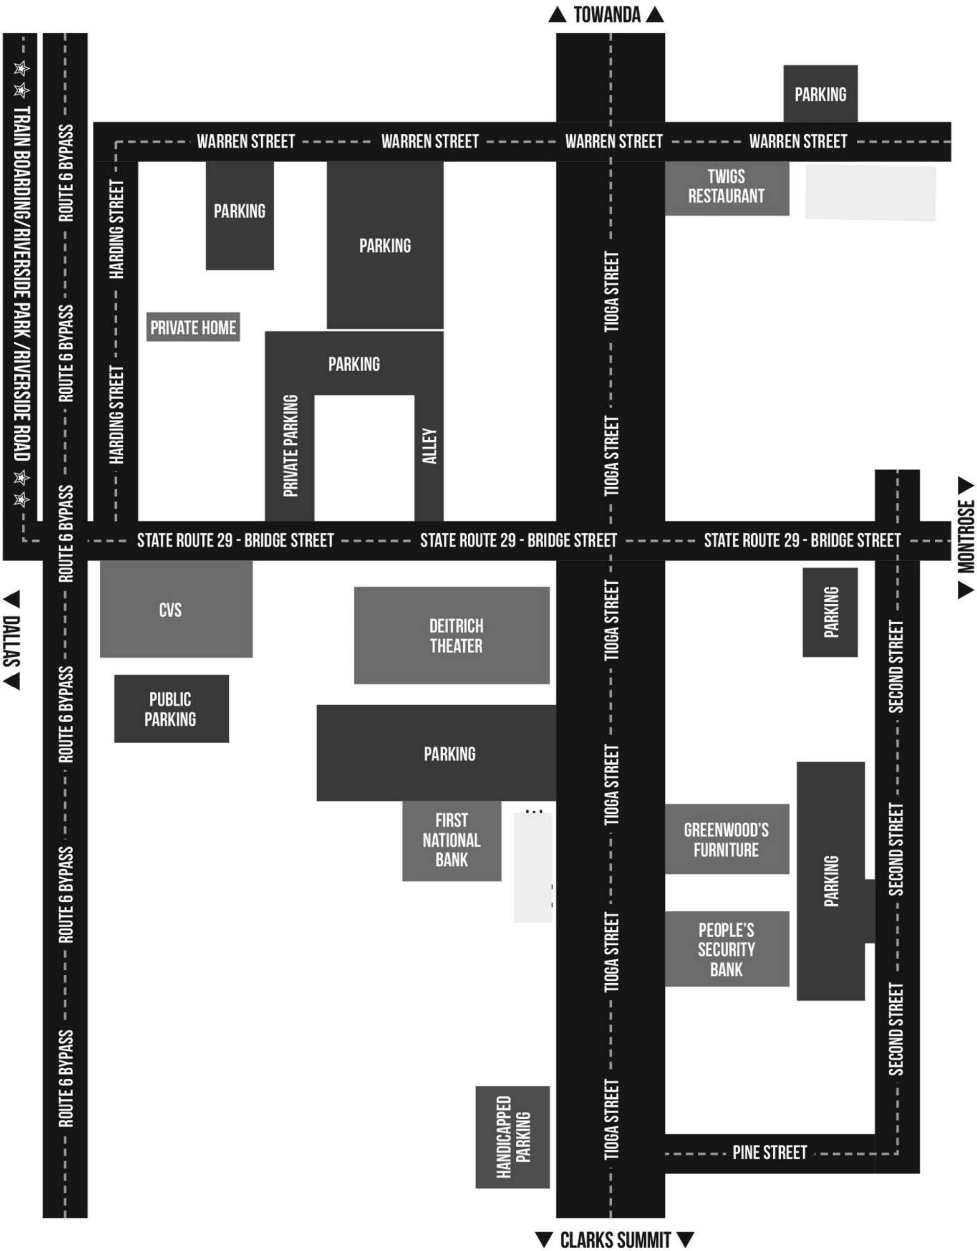 ▲ TOWANDA ▲
PARKING
WARREN STREET WARREN STREET WARREN STREET WARREN STREET
TWIGS
RESTAURANT
TRAIN BOARDING/RIVERSIDE PARK /RIVERSIDE ROAD
ROUTE 6 BYPASS
ROUTE 6 BYPASS
ROUTE 6 BYPASS
ROUTE 6 BYPASS
ROUTE 6 BYPASS
ROUTE 6 BYPASS
HARDING STREET
HARDING STREET
PARKING
PARKING
PRIVATE HOME
PARKING
PRIVATE PARKING
ALLEY
TIOGA STREET
TIOGA STREET
TIOGA STREET
TIOGA STREET
TIOGA STREET
TIOGA STREET
STATE ROUTE 29 - BRIDGE STREET STATE ROUTE 29 - BRIDGE STREET STATE ROUTE 29 - BRIDGE STREET
▼ MONTROSE ▼
▼ DALLAS ▼
CVS
DEITRICH
THEATER
PARKING
PUBLIC
PARKING
PARKING
FIRST
NATIONAL
BANK
GREENWOOD'S
FURNITURE
PEOPLE'S
SECURITY
BANK
PARKING
SECOND STREET
SECOND STREET
SECOND STREET
HANDICAPPED
PARKING
PINE STREET
▼ CLARKS SUMMIT ▼